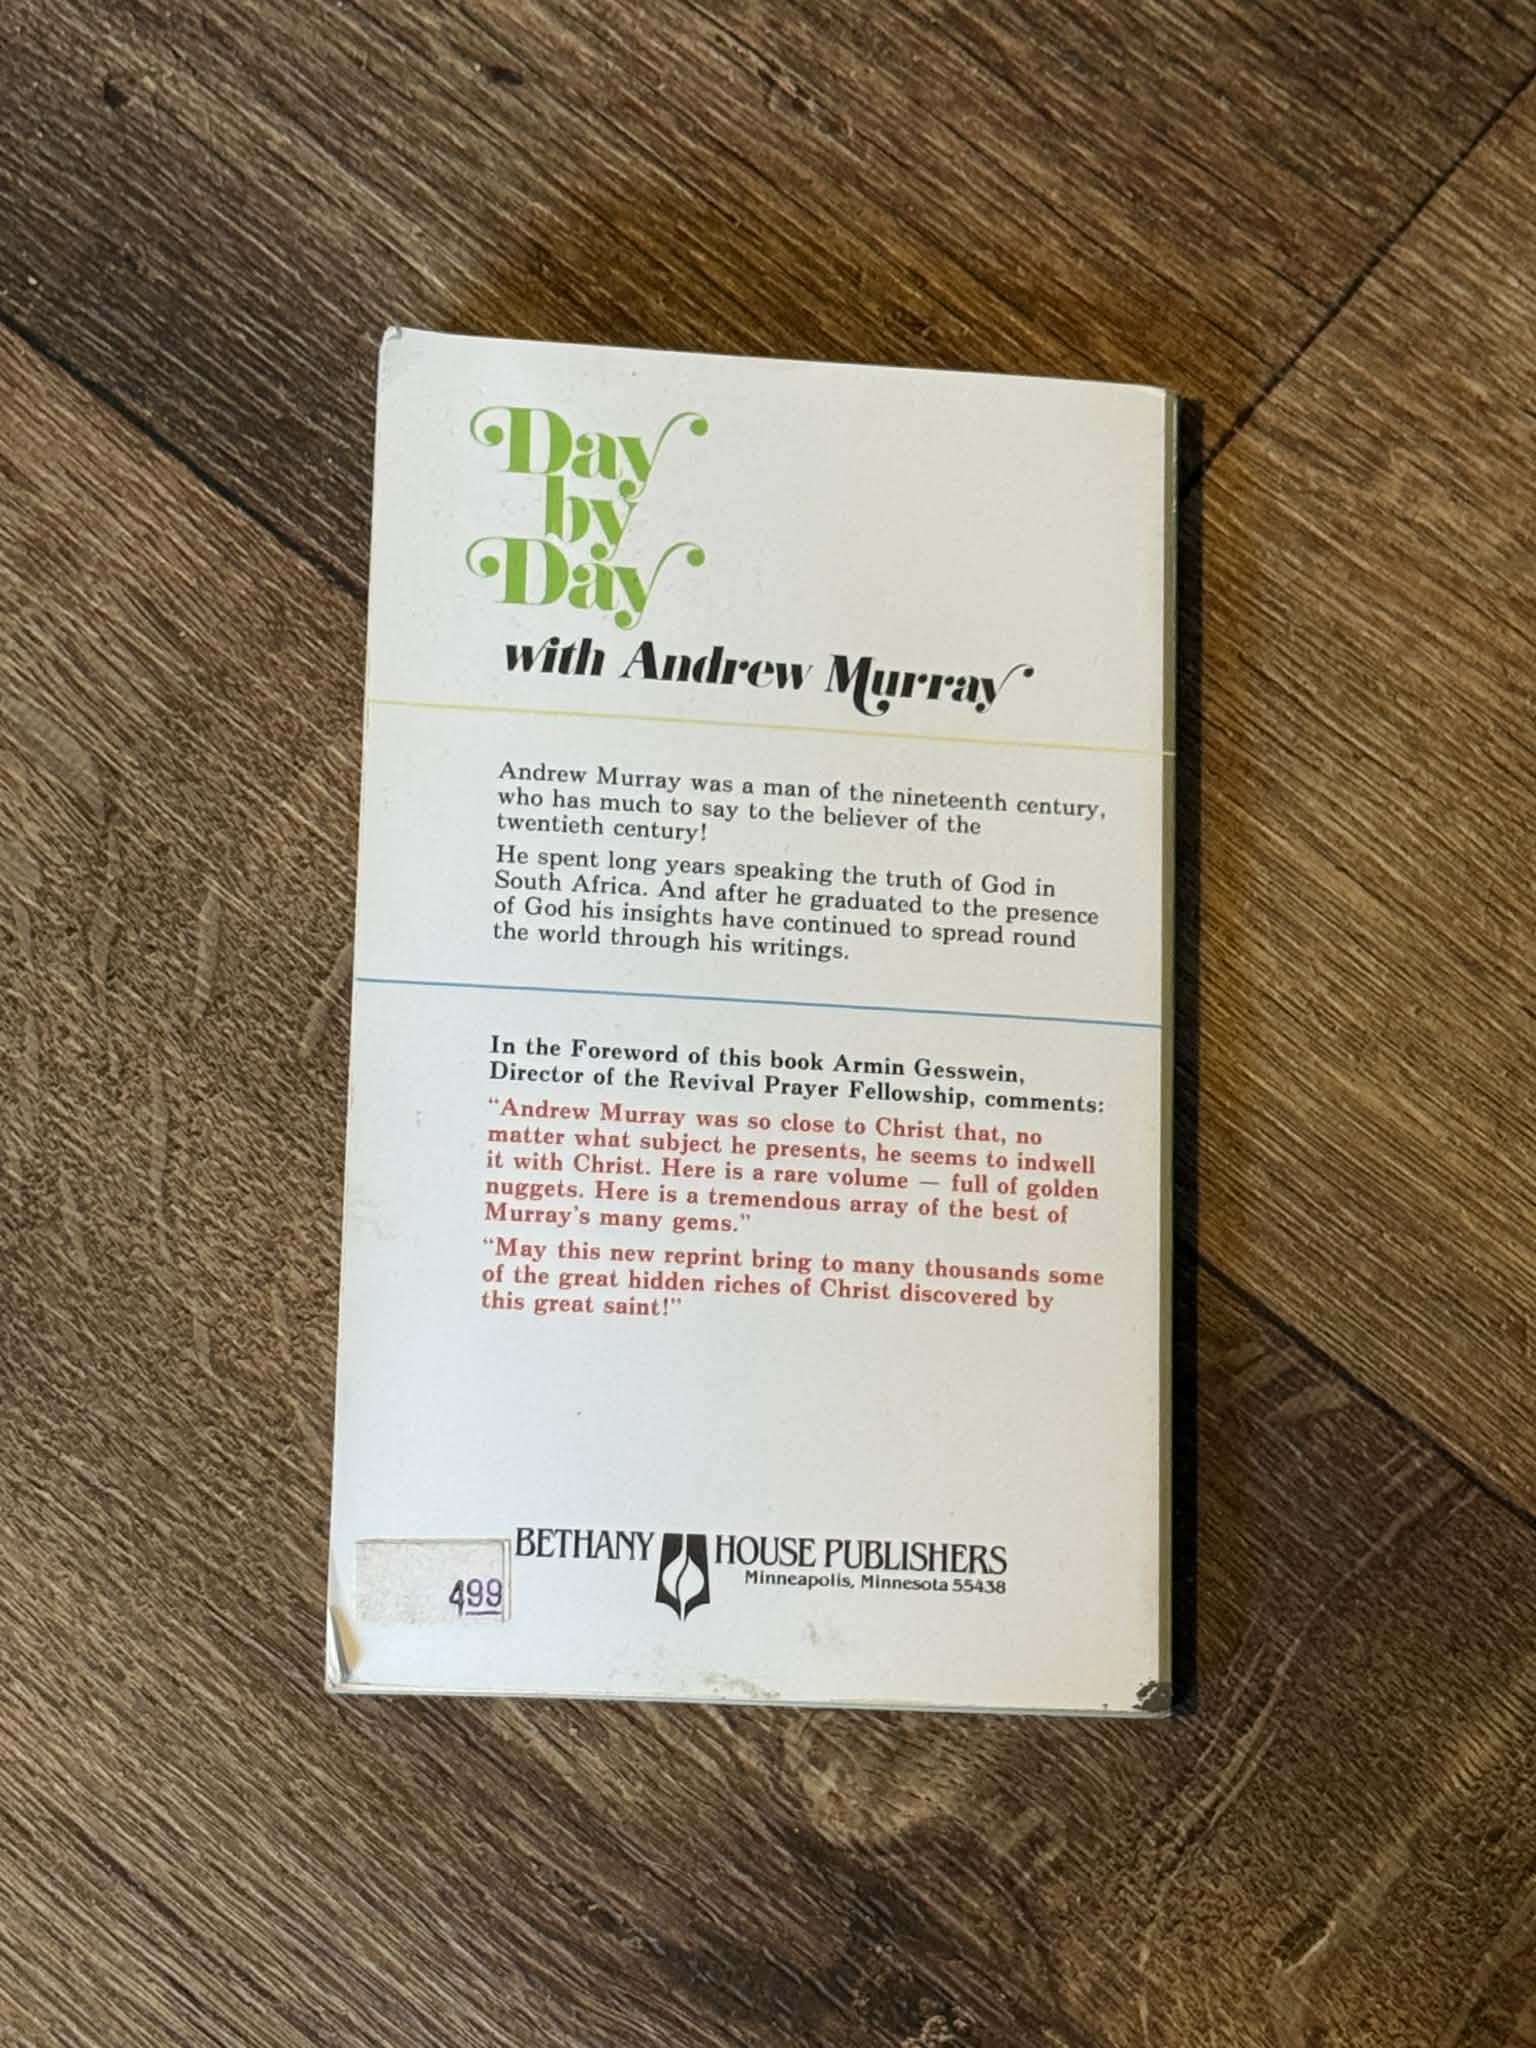 Day
by
Day
with Andrew Murray
Andrew Murray was a man of the nineteenth century,
who has much to say to the believer of the
twentieth century!
He spent long years speaking the truth of God in
South Africa. And after he graduated to the presence
of God his insights have continued to spread round
the world through his writings.
In the Foreword of this book Armin Gesswein,
Director of the Revival Prayer Fellowship, comments:
“Andrew Murray was so close to Christ that, no
matter what subject he presents, he seems to indwell
it with Christ. Here is a rare volume — full of golden
nuggets. Here is a tremendous array of the best of
Murray's many gems.”
“May this new reprint bring to many thousands some
of the great hidden riches of Christ discovered by
this great saint!”
BETHANY HOUSE PUBLISHERS
Minneapolis, Minnesota 55438
499